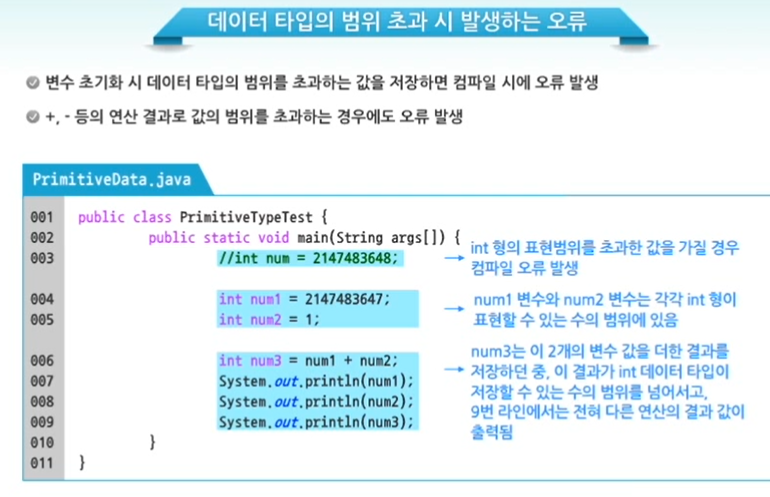 데이터 타입의 범위 초과 시 발생하는 오류
변수 초기화 시 데이터 타입의 범위를 초과하는 값을 저장하면 컴파일 시에 오류 발생
+, - 등의 연산 결과로 값의 범위를 초과하는 경우에도 오류 발생
PrimitiveData.java
001 public class PrimitiveTypeTest {
002 public static void main(String args[]) {
003 //int num = 2147483648;
int 형의 표현범위를 초과한 값을 가질 경우
컴파일 오류 발생
004 int num1 = 2147483647;
005 int num2 = 1;
num1 변수와 num2 변수는 각각 int 형이
표현할 수 있는 수의 범위에 있음
006 int num3 = num1 + num2;
007 System.out.println(num1);
008 System.out.println(num2);
009 System.out.println(num3);
num3는 이 2개의 변수 값을 더한 결과를
저장하던 중, 이 결과가 int 데이터 타입이
저장할 수 있는 수의 범위를 넘어서고,
9번 라인에서는 전혀 다른 연산의 결과 값이
출력됨
010 }
011 }